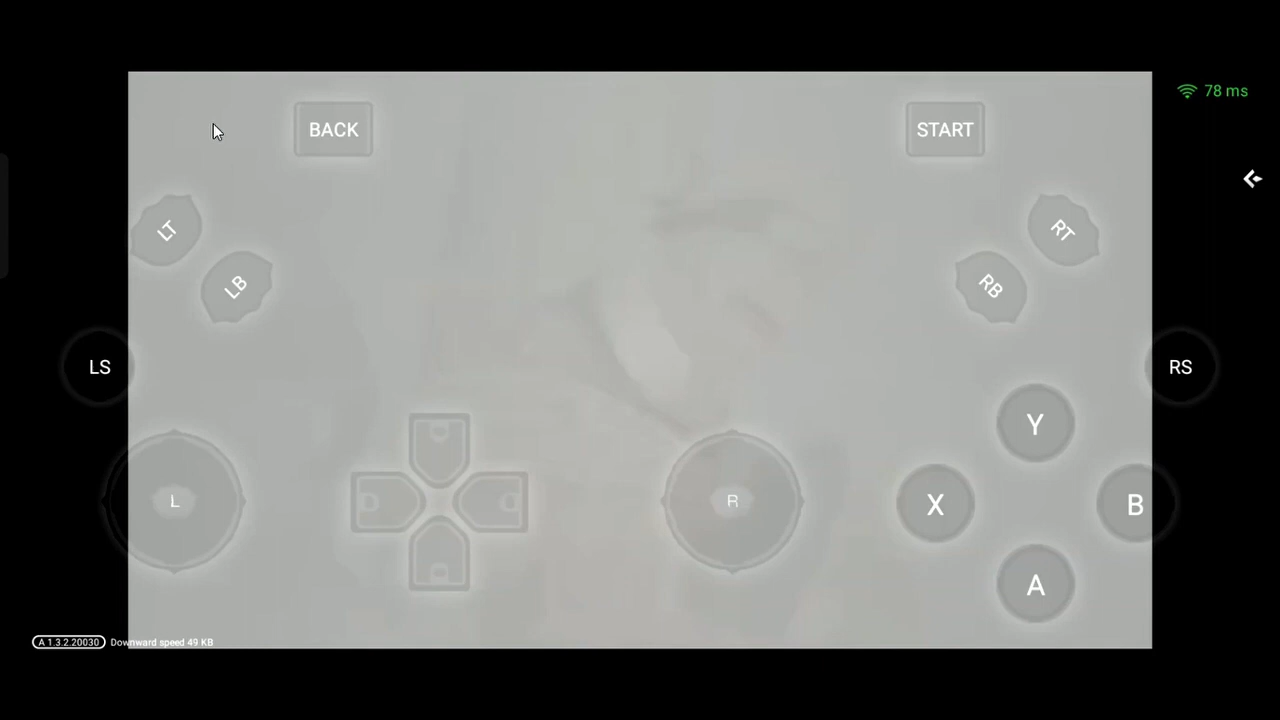 78 ms
BACK
START
LT
RT
LB
RB
LS
RS
Y
L
R
X
B
A
A 1.3.2.20030 Downward speed 49 KB